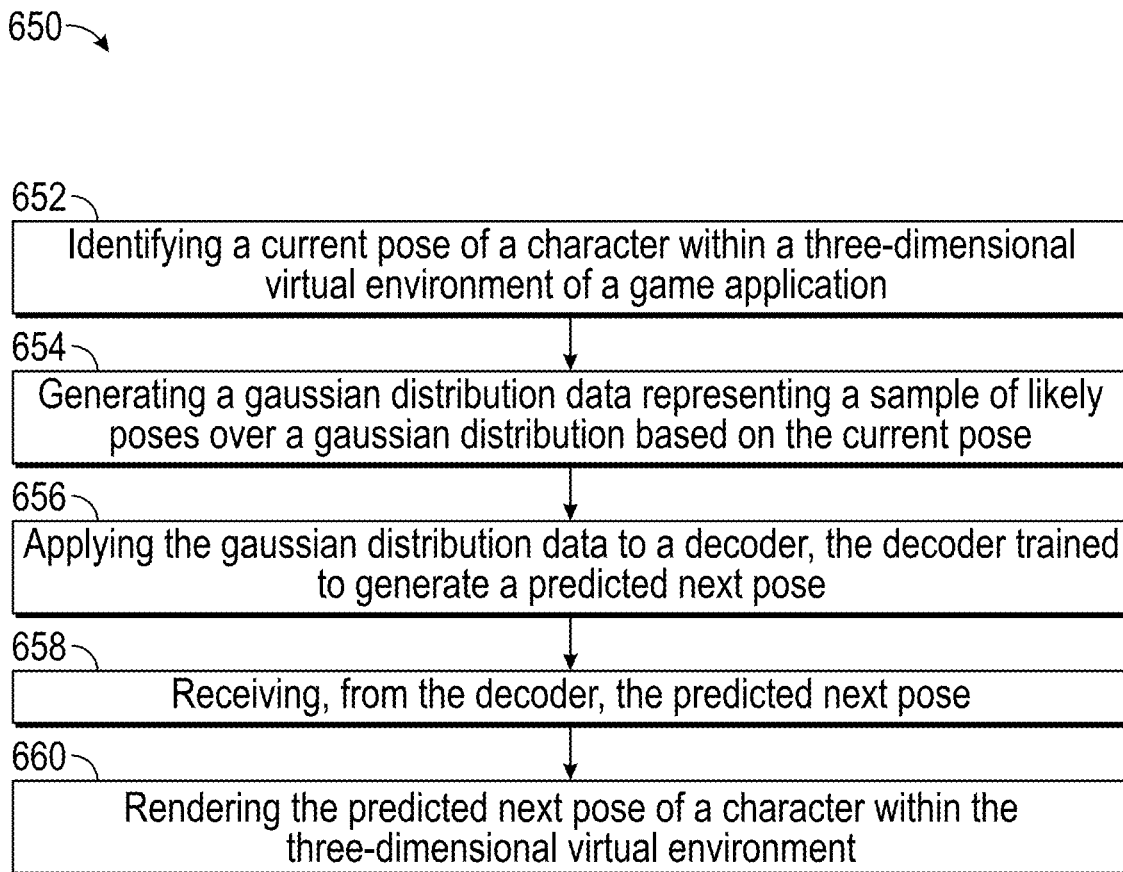 650
652
Identifying a current pose of a character within a three-dimensional
virtual environment of a game application
654
Generating a gaussian distribution data representing a sample of likely
poses over a gaussian distribution based on the current pose
656
Applying the gaussian distribution data to a decoder, the decoder trained
to generate a predicted next pose
658
Receiving, from the decoder, the predicted next pose
660
Rendering the predicted next pose of a character within the
three-dimensional virtual environment